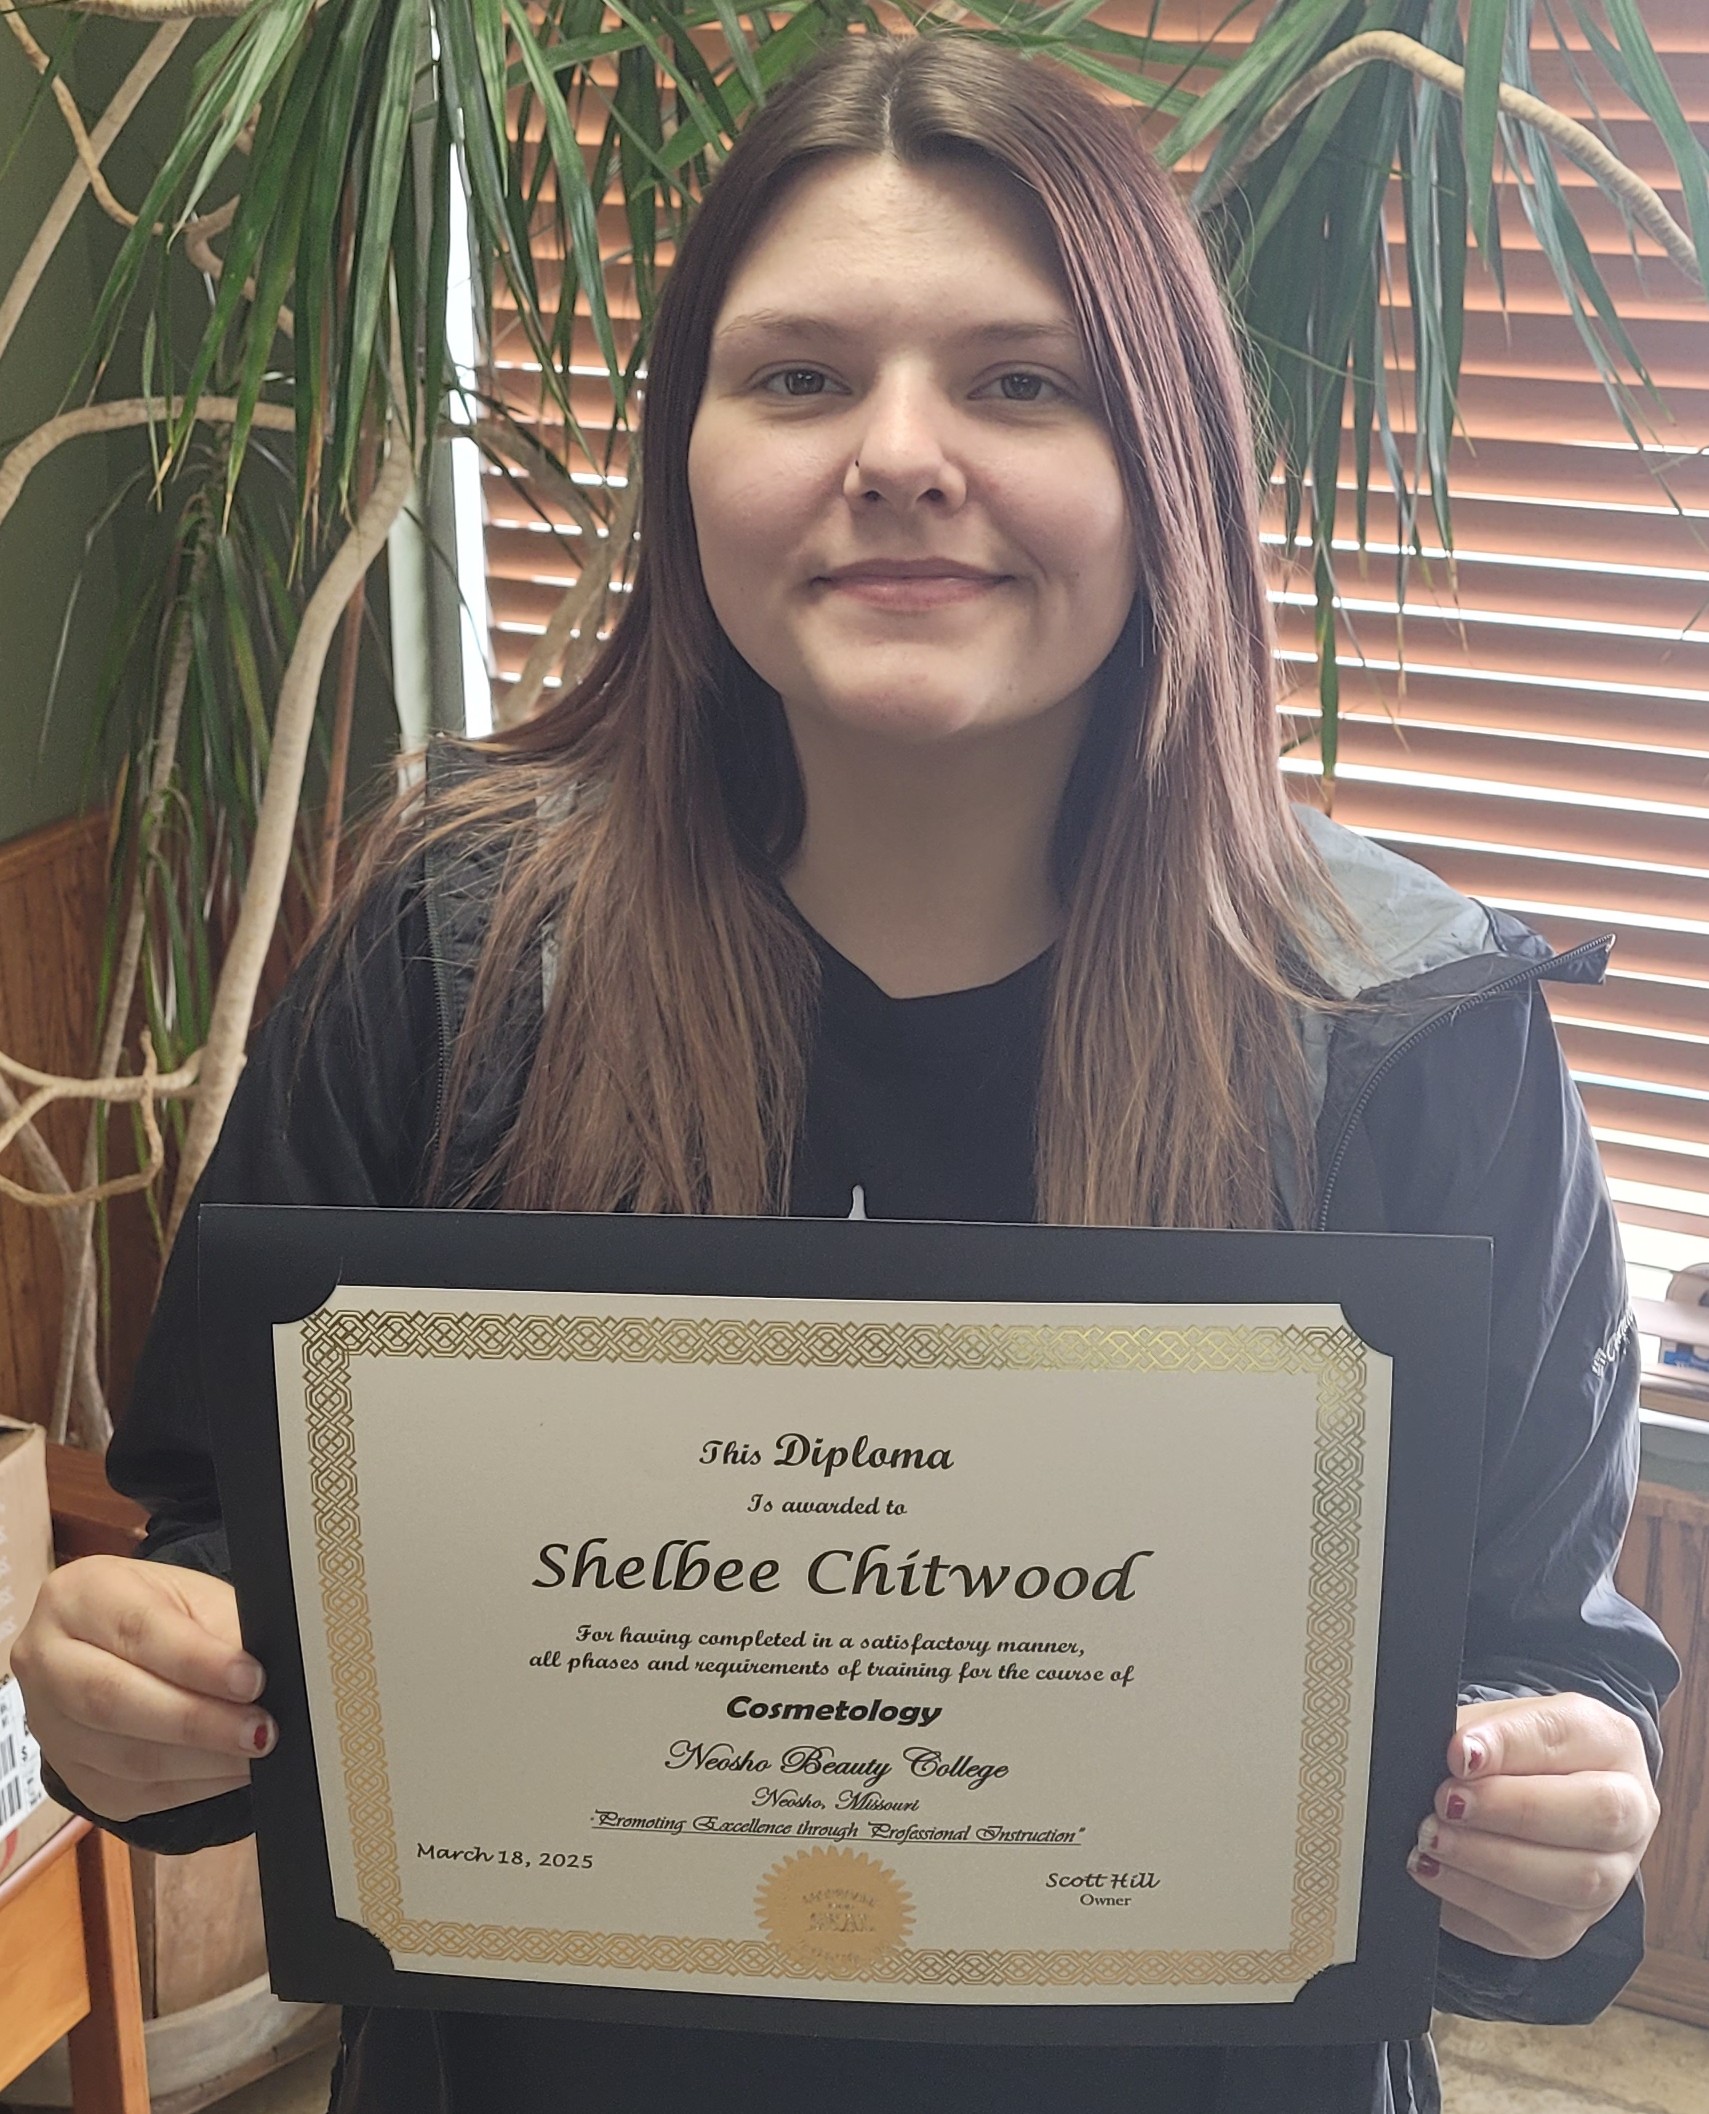 This Diploma
Is awarded to
Shelbee Chitwood
For having completed in a satisfactory manner,
all phases and requirements of training for the course of
Cosmetology
Neosho Beauty College
Neosho, Missouri
"Promoting Excellence through Professional Instruction"
March 18, 2025
Scott Hill
Owner
SEAL